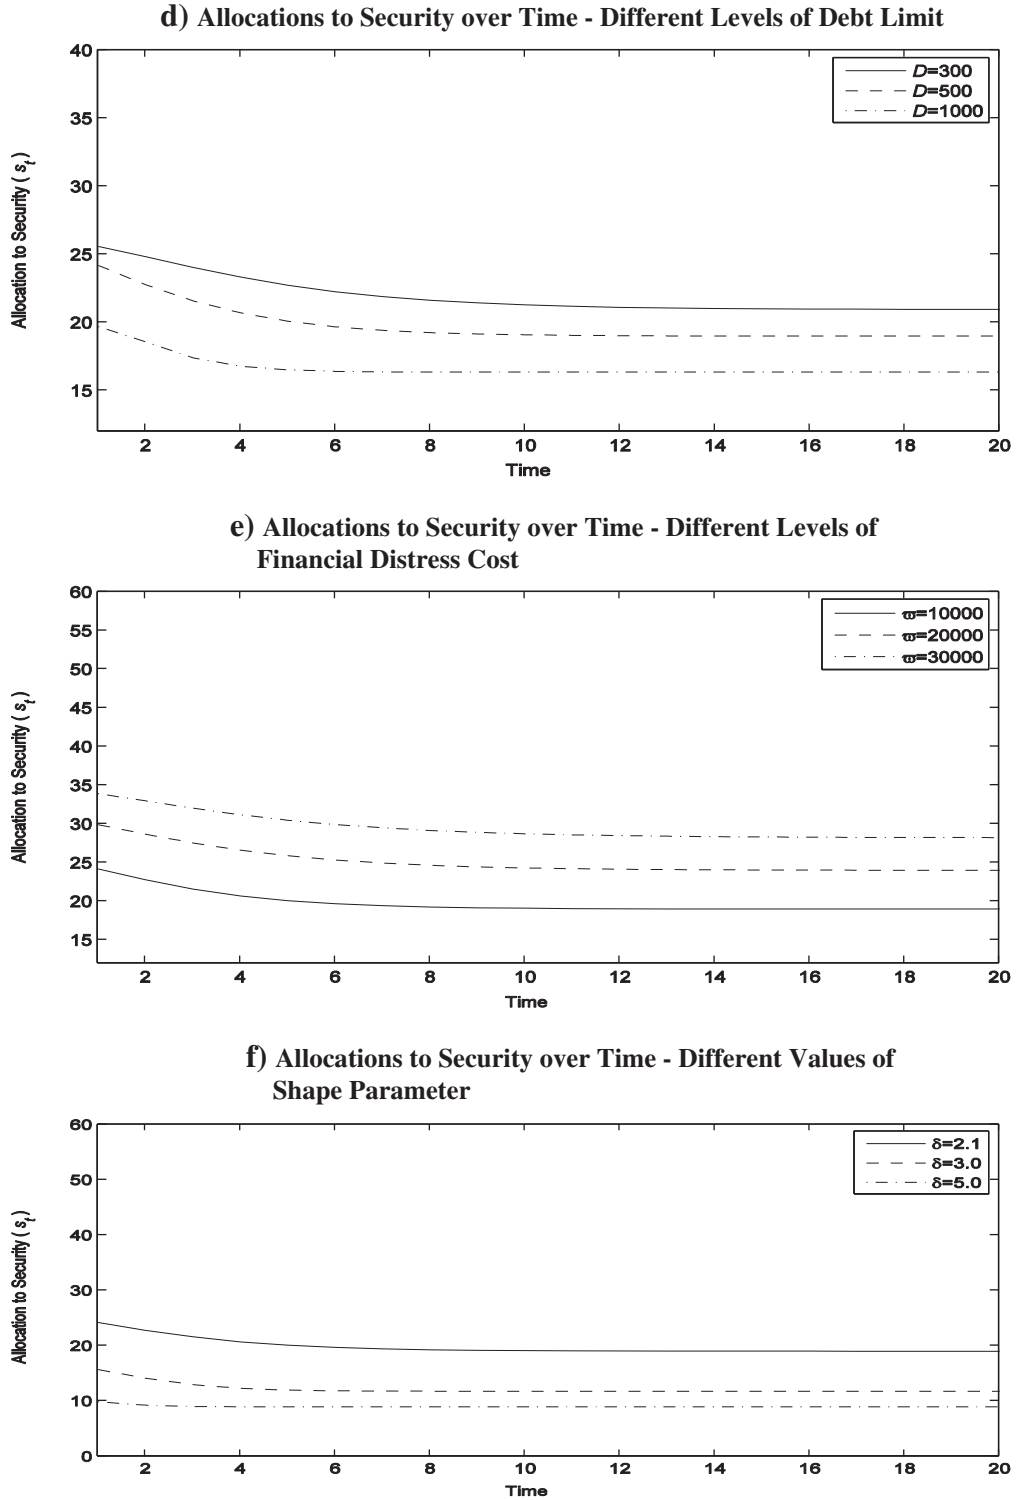 d) Allocations to Security over Time - Different Levels of Debt Limit
40
35
30
25
20
15
Allocation to Security ( s_t)
D=300
D=500
D=1000
2 4 6 8 10 12 14 16 18 20
Time
e) Allocations to Security over Time - Different Levels of
Financial Distress Cost
60
55
50
45
40
35
30
25
20
15
Allocation to Security ( s_t)
ϖ=10000
ϖ=20000
ϖ=30000
2 4 6 8 10 12 14 16 18 20
Time
f) Allocations to Security over Time - Different Values of
Shape Parameter
60
50
40
30
20
10
0
Allocation to Security ( s_t)
δ=2.1
δ=3.0
δ=5.0
2 4 6 8 10 12 14 16 18 20
Time